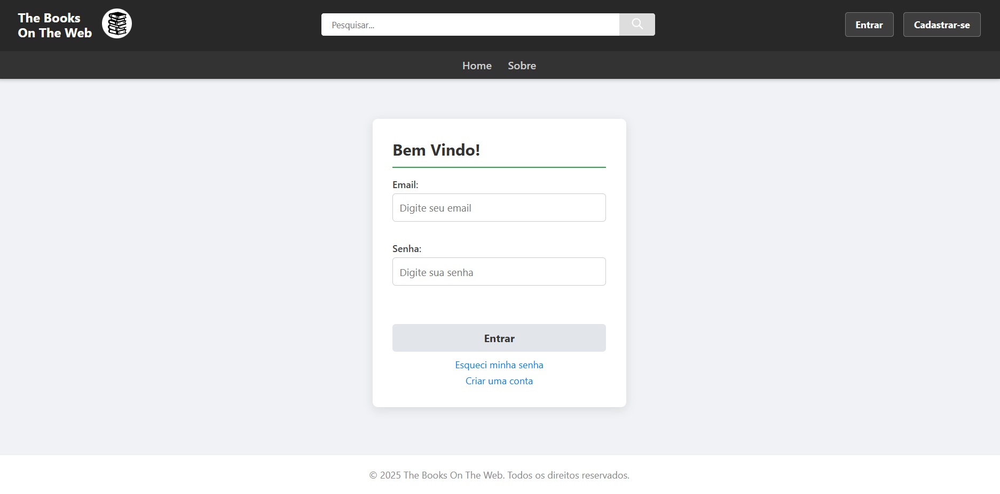 The Books
On The Web
Pesquisar...
Entrar
Cadastrar-se
Home
Sobre
Bem Vindo!
Email:
Digite seu email
Senha:
Digite sua senha
Entrar
Esqueci minha senha
Criar uma conta
© 2025 The Books On The Web. Todos os direitos reservados.